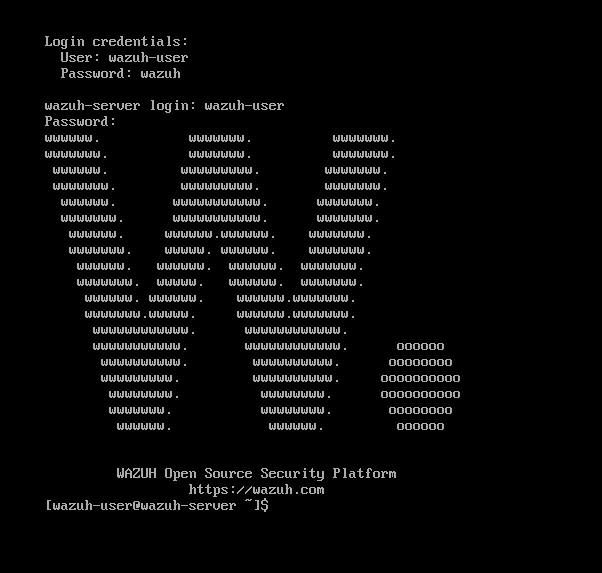 Login credentials:
  User: wazuh-user
  Password: wazuh

wazuh-server login: wazuh-user
Password:
wwwwww.           wwwwwww.          wwwwwww.
wwwwwww.          wwwwwww.          wwwwwww.
 wwwwww.         wwwwwwwww.        wwwwwww.
 wwwwwww.        wwwwwwwww.        wwwwwww.
  wwwwww.       wwwwwwwwwww.      wwwwwww.
  wwwwwww.      wwwwwwwwwww.      wwwwwww.
   wwwwww.     wwwwww.wwwwww.    wwwwwww.
   wwwwwww.    wwwww. wwwwww.    wwwwwww.
    wwwwww.   wwwwww.  wwwwww.  wwwwwww.
    wwwwwww.  wwwww.   wwwwww.  wwwwwww.
     wwwwww. wwwwww.    wwwwww.wwwwwww.
     wwwwwww.wwwww.     wwwwww.wwwwwww.
      wwwwwwwwwwww.      wwwwwwwwwwww.
      wwwwwwwwwww.       wwwwwwwwwwww.      oooooo
       wwwwwwwwww.        wwwwwwwwww.      oooooooo
       wwwwwwwww.         wwwwwwwwww.     oooooooooo
        wwwwwwww.          wwwwwwww.      oooooooooo
        wwwwwww.           wwwwwwww.       oooooooo
         wwwwww.            wwwwww.         oooooo

         WAZUH Open Source Security Platform
                  https://wazuh.com
[wazuh-user@wazuh-server ~]$